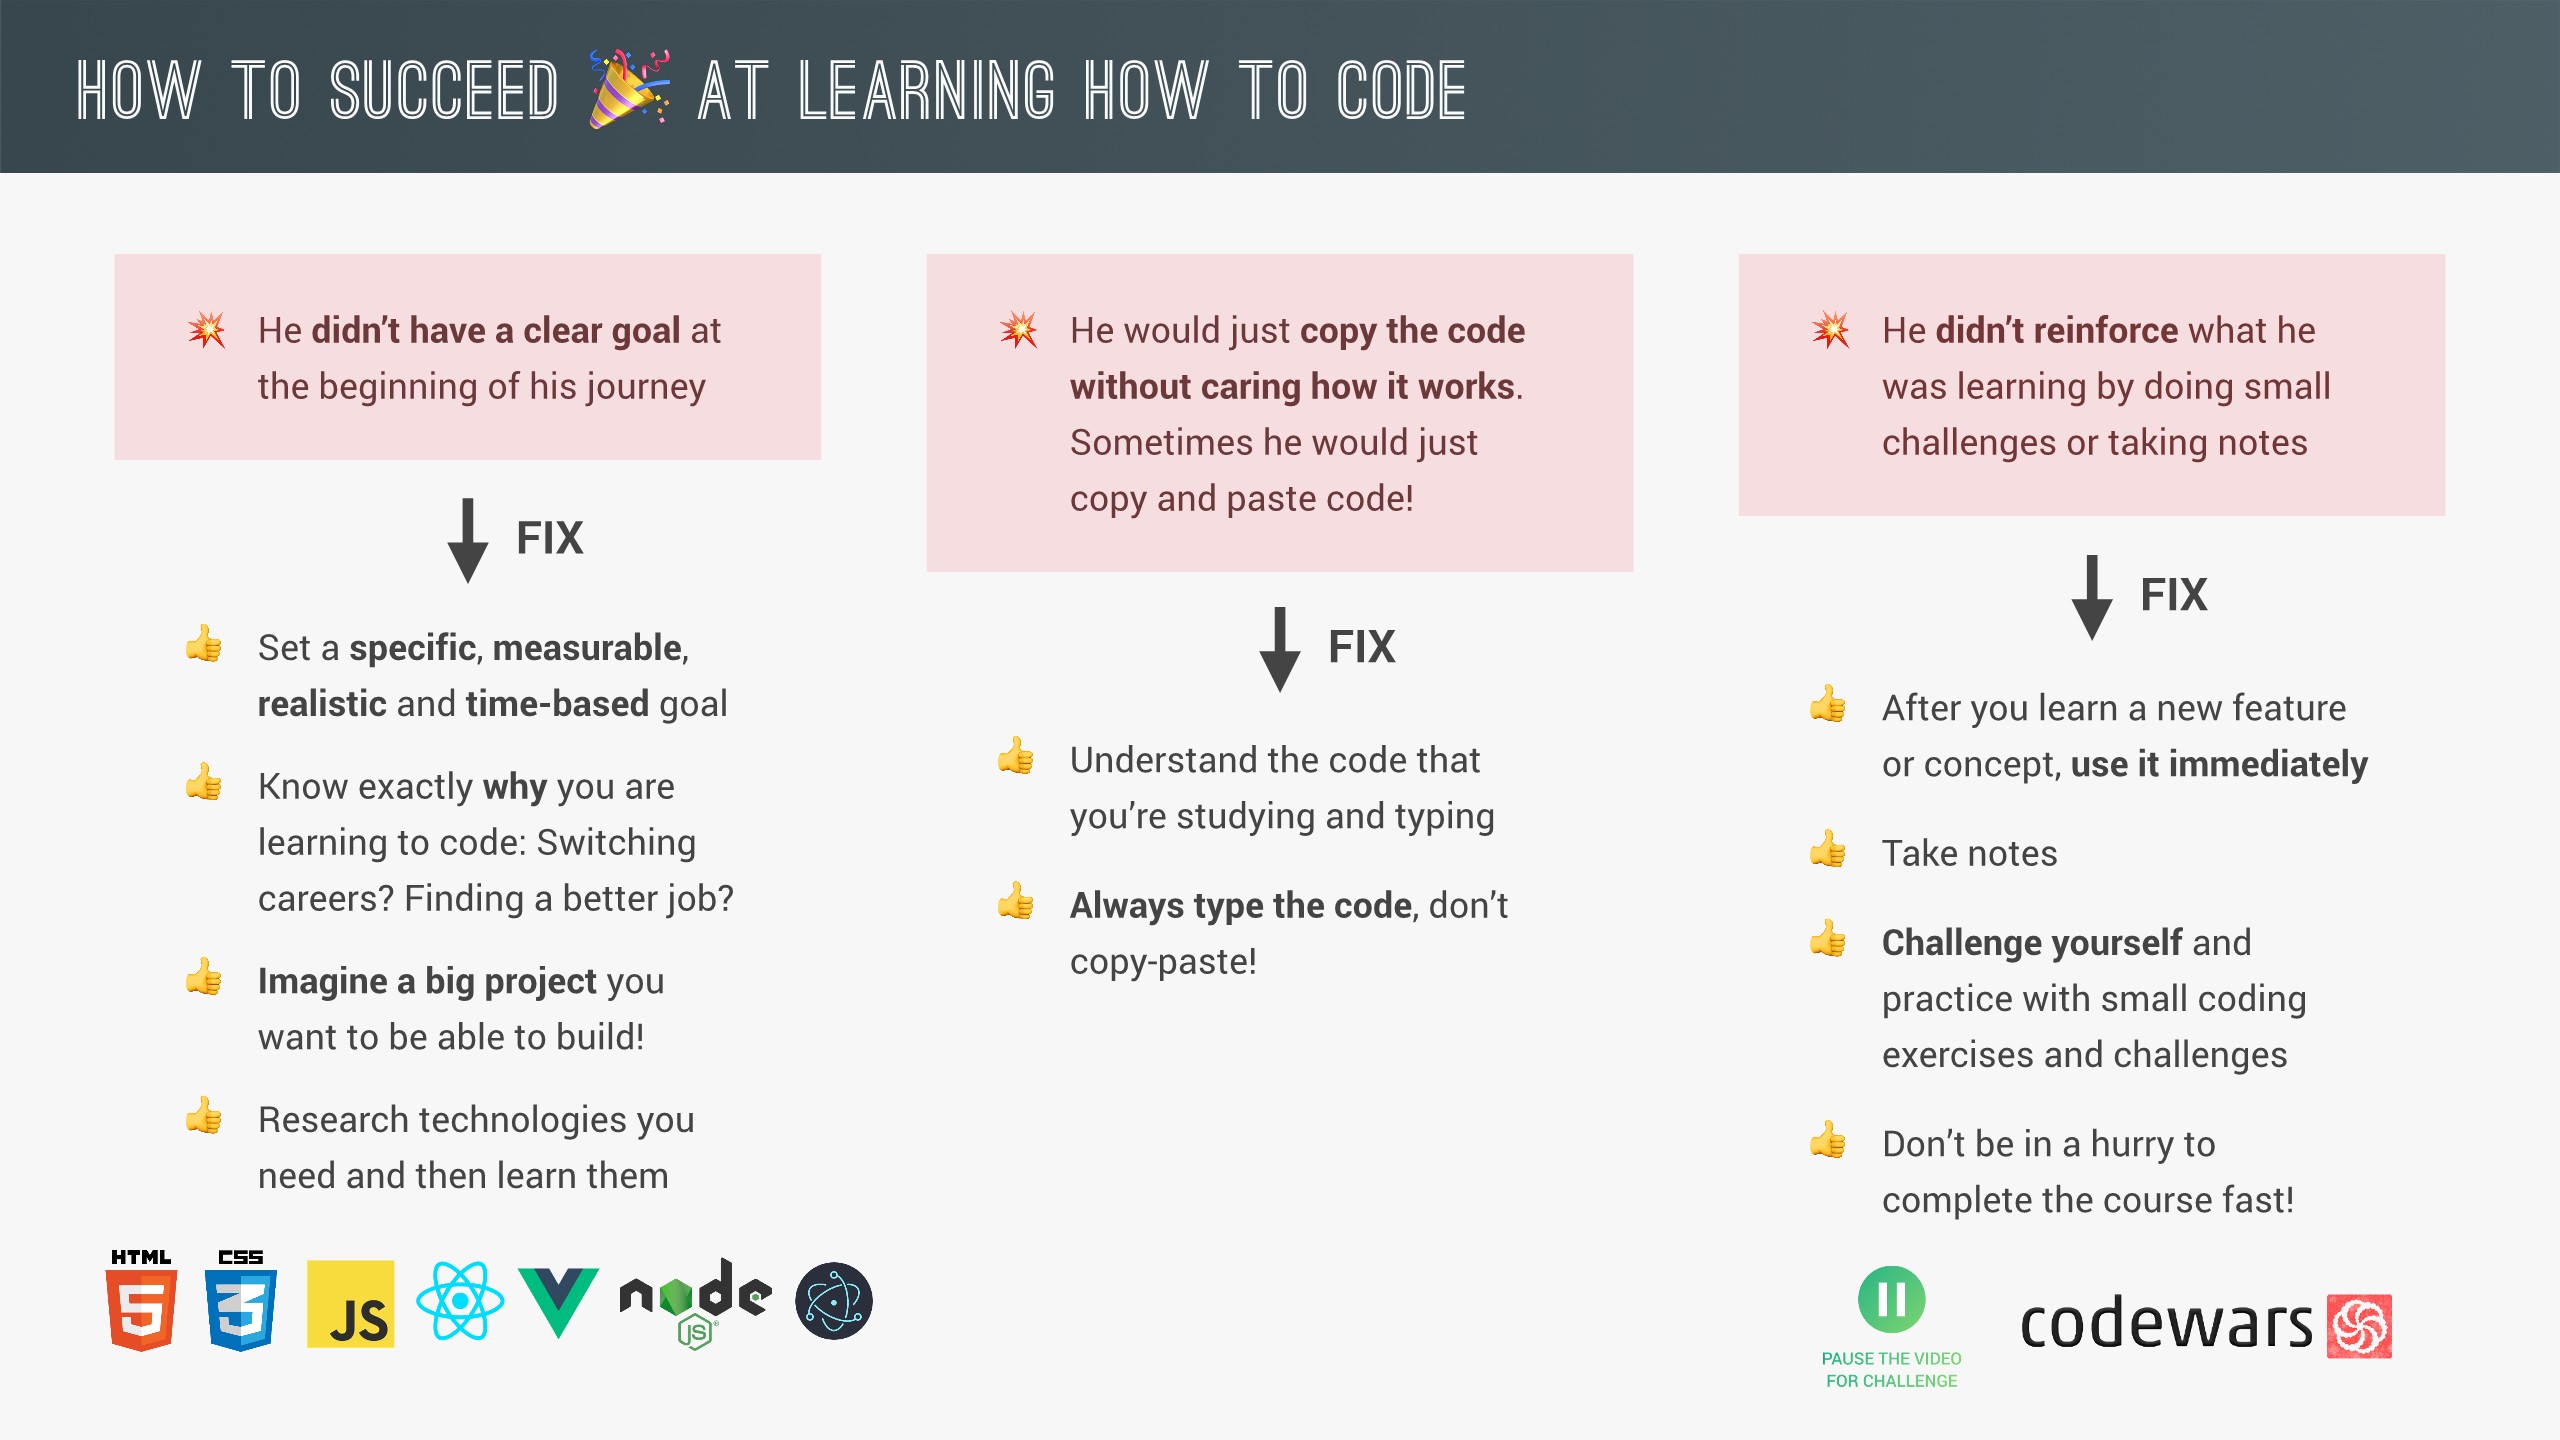 HOW TO SUCCEED 🎉 AT LEARNING HOW TO CODE
He didn’t have a clear goal at
the beginning of his journey
FIX
Set a specific, measurable,
realistic and time-based goal
Know exactly why you are
learning to code: Switching
careers? Finding a better job?
Imagine a big project you
want to be able to build!
Research technologies you
need and then learn them
HTML
5
CSS
3
JS
node
JS
He would just copy the code
without caring how it works.
Sometimes he would just
copy and paste code!
FIX
Understand the code that
you’re studying and typing
Always type the code, don’t
copy-paste!
He didn’t reinforce what he
was learning by doing small
challenges or taking notes
FIX
After you learn a new feature
or concept, use it immediately
Take notes
Challenge yourself and
practice with small coding
exercises and challenges
Don’t be in a hurry to
complete the course fast!
PAUSE THE VIDEO
FOR CHALLENGE
codewars